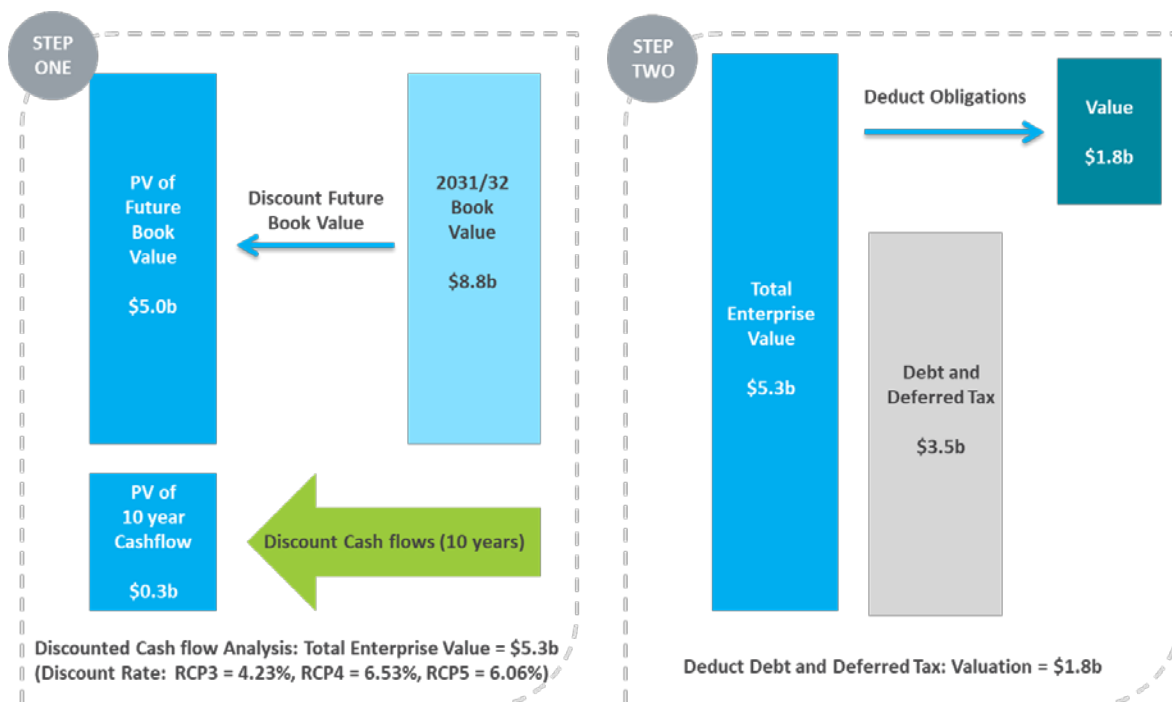 STEP
ONE
PV of
Future
Book
Value
$5.0b
Discount Future
Book Value
2031/32
Book
Value
$8.8b
PV of
10 year
Cashflow
$0.3b
Discount Cash flows (10 years)
Discounted Cash flow Analysis: Total Enterprise Value = $5.3b
(Discount Rate: RCP3 = 4.23%, RCP4 = 6.53%, RCP5 = 6.06%)
STEP
TWO
Total
Enterprise
Value
$5.3b
Deduct Obligations
Value
$1.8b
Debt and
Deferred Tax
$3.5b
Deduct Debt and Deferred Tax: Valuation = $1.8b